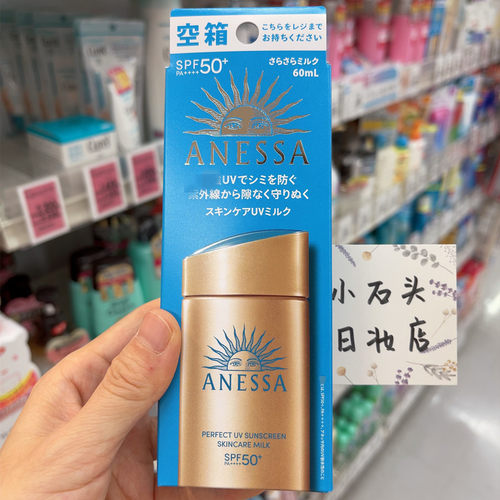 空箱
こちらをレジまで
お持ちください
SPF50+
PA++++
さらさらミルク
60mL
ANESSA
UVでシミを防ぐ
紫外線から隙なく守りぬく
スキンケアUVミルク
ANESSA
PERFECT UV SUNSCREEN
SKINCARE MILK
SPF50+
PA++++
小石头
日妆店